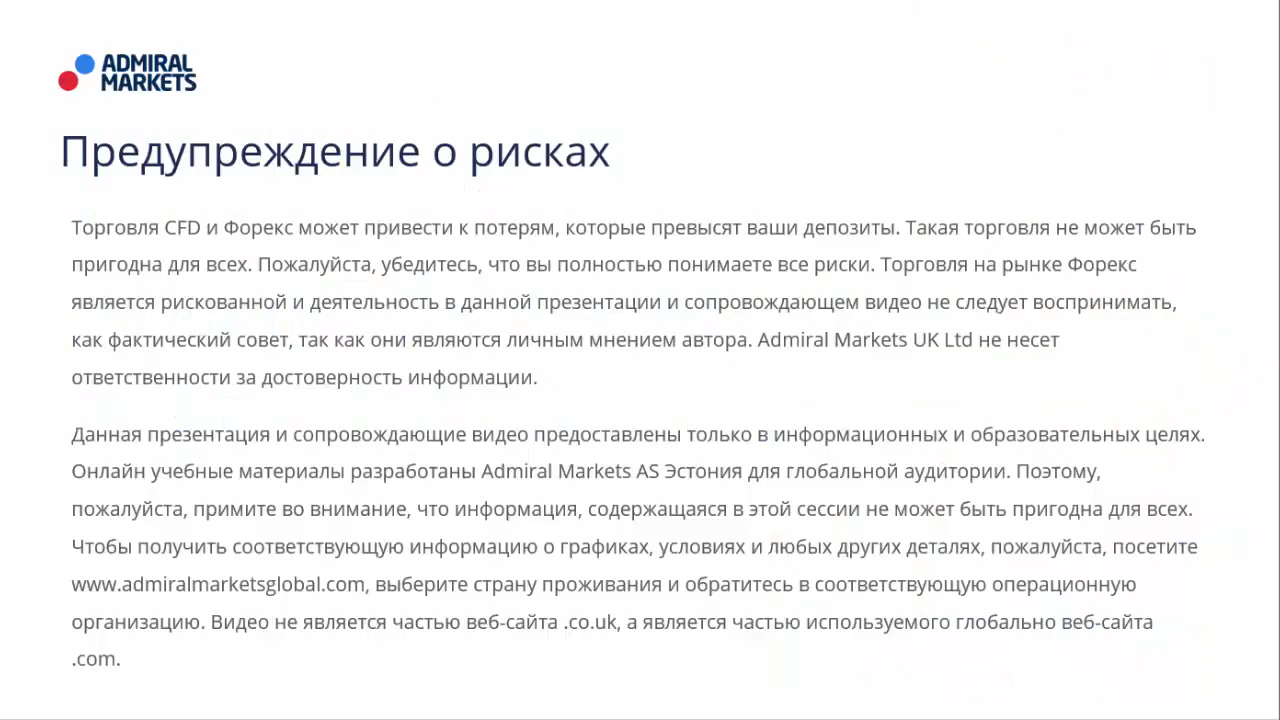 ADMIRAL
MARKETS
Предупреждение о рисках
Торговля CFD и Форекс может привести к потерям, которые превысят ваши депозиты. Такая торговля не может быть
пригодна для всех. Пожалуйста, убедитесь, что вы полностью понимаете все риски. Торговля на рынке Форекс
является рискованной и деятельность в данной презентации и сопровождающем видео не следует воспринимать,
как фактический совет, так как они являются личным мнением автора. Admiral Markets UK Ltd не несет
ответственности за достоверность информации.
Данная презентация и сопровождающие видео предоставлены только в информационных и образовательных целях.
Онлайн учебные материалы разработаны Admiral Markets AS Эстония для глобальной аудитории. Поэтому,
пожалуйста, примите во внимание, что информация, содержащаяся в этой сессии не может быть пригодна для всех.
Чтобы получить соответствующую информацию о графиках, условиях и любых других деталях, пожалуйста, посетите
www.admiralmarketsglobal.com, выберите страну проживания и обратитесь в соответствующую операционную
организацию. Видео не является частью веб-сайта .co.uk, а является частью используемого глобально веб-сайта
.com.